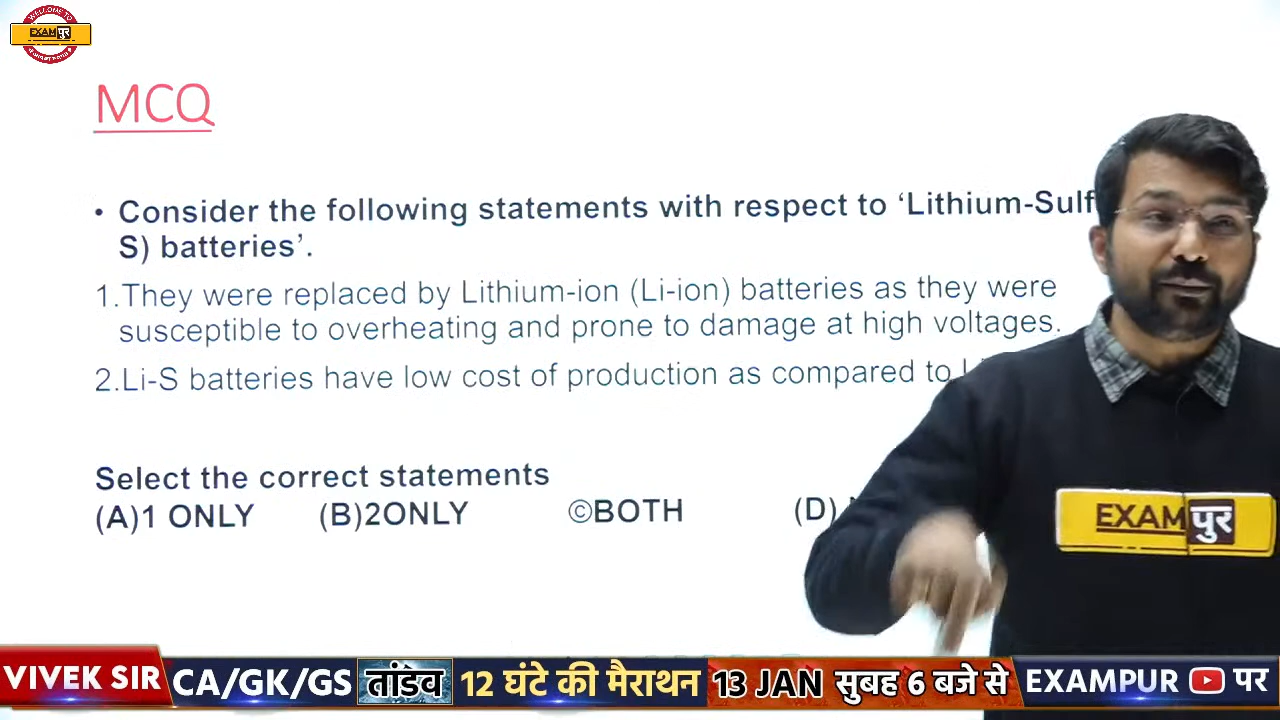 WELCOME TO
EXAMपुर
MCQ
• Consider the following statements with respect to ‘Lithium-Sulf
S) batteries’.
1.They were replaced by Lithium-ion (Li-ion) batteries as they were
susceptible to overheating and prone to damage at high voltages.
2.Li-S batteries have low cost of production as compared to
Select the correct statements
(A)1 ONLY (B)2ONLY ©BOTH (D)
EXAMपुर
VIVEK SIR CA/GK/GS तांडव 12 घंटे की मैराथन 13 JAN सुबह 6 बजे से EXAMPUR पर